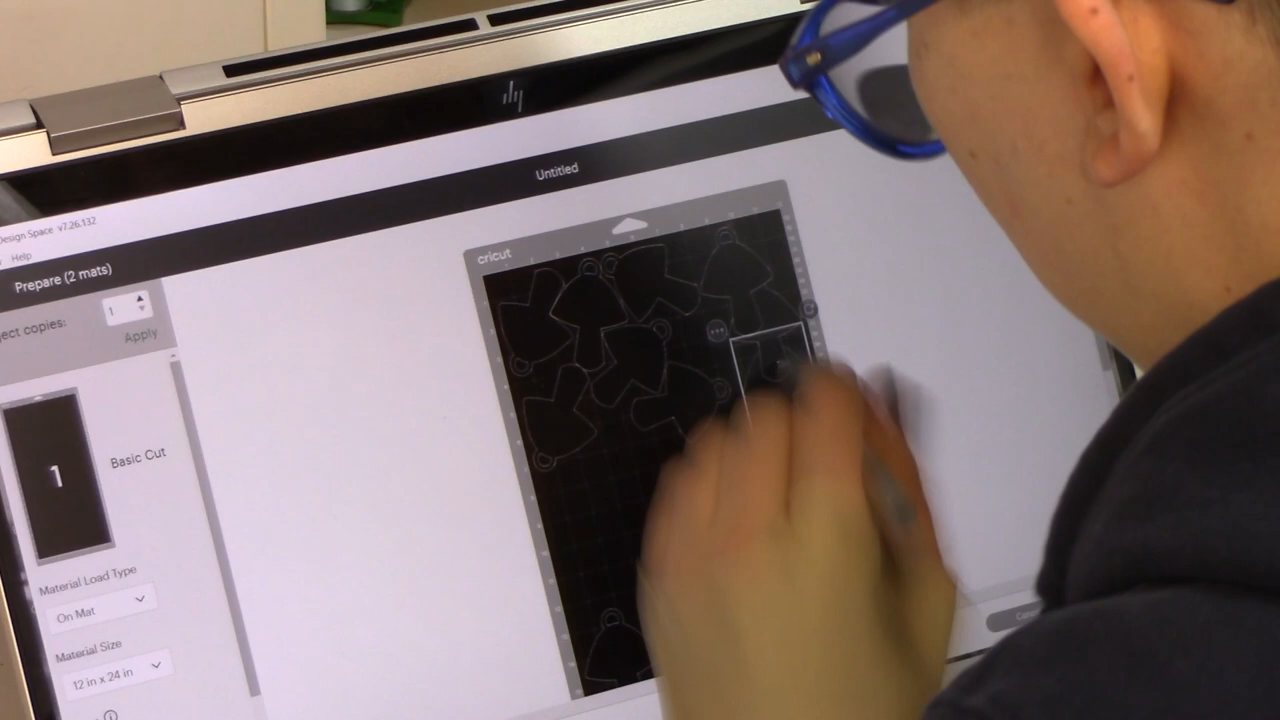 Untitled
Design Space v7.26.132
Help
Prepare (2 mats)
ject copies:
1
Apply
cricut
1
Basic Cut
Material Load Type
On Mat
Material Size
12 in x 24 in